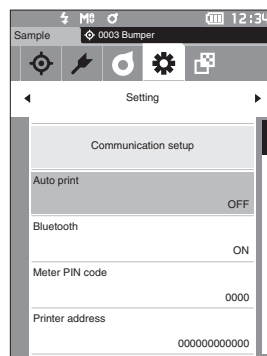 12:34
Sample
0003 Bumper
Setting
Communication setup
Auto print
OFF
Bluetooth
ON
Meter PIN code
0000
Printer address
000000000000